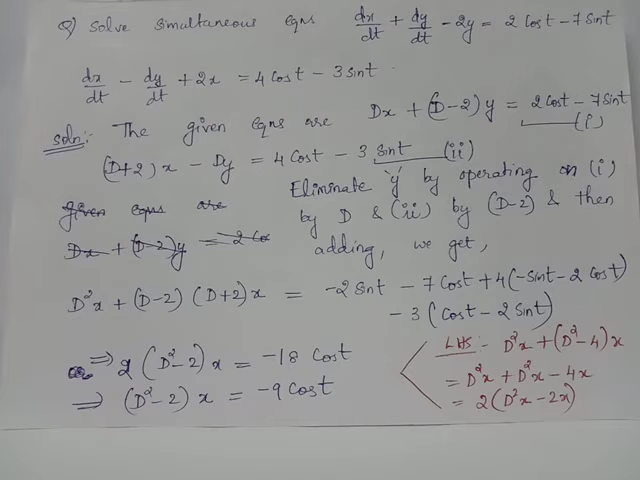 Q) Solve Simultaneous Eqns dx/dt + dy/dt - 2y = 2 Cost - 7 Sint
dx/dt - dy/dt + 2x = 4 Cost - 3 Sint.
Soln:- The given Eqns are Dx + (D-2) y = 2 Cost - 7 Sint (i)
(D+2) x - Dy = 4 Cost - 3 Sint (ii)
given eqns are
Dx + (D-2)y = 2 Co
Eliminate 'y' by operating on (i)
by D & (ii) by (D-2) & then
adding, we get,
D²x + (D-2) (D+2) x = -2 Sint - 7 Cost + 4(-Sint - 2 Cost)
- 3 (Cost - 2 Sint)
⇒ 2 (D²-2) x = -18 Cost
⇒ (D²-2) x = -9 Cost
LHS:- D²x + (D²-4) x
= D²x + D²x - 4x
= 2 (D²x - 2x)